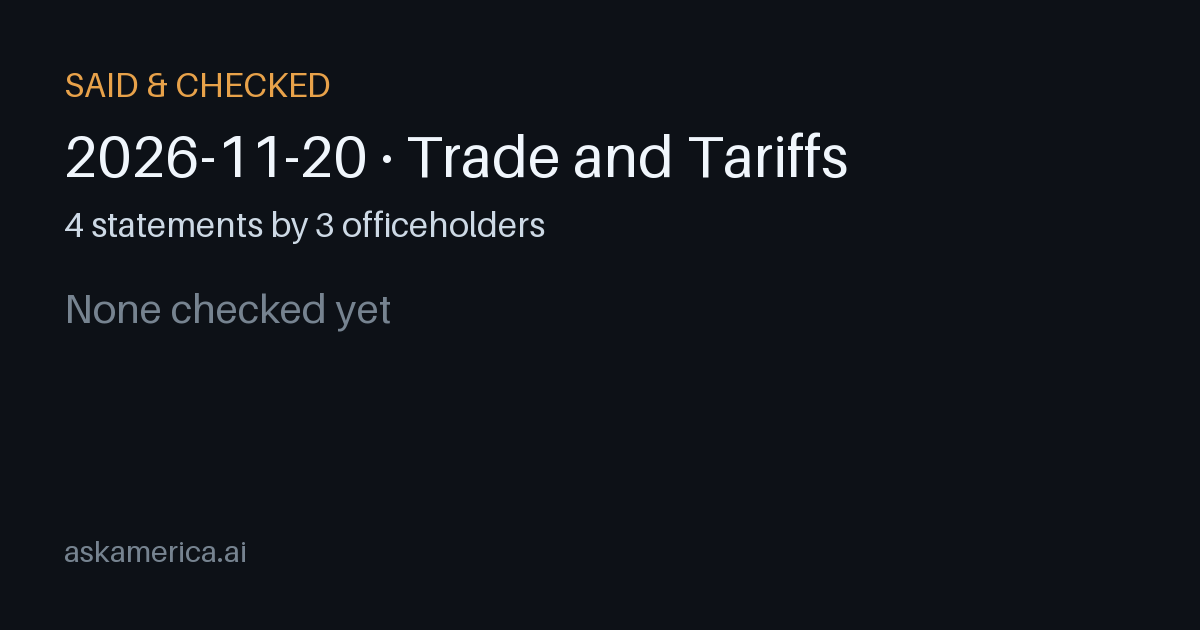 SAID & CHECKED
2026-11-20 · Trade and Tariffs
4 statements by 3 officeholders
None checked yet
askamerica.ai